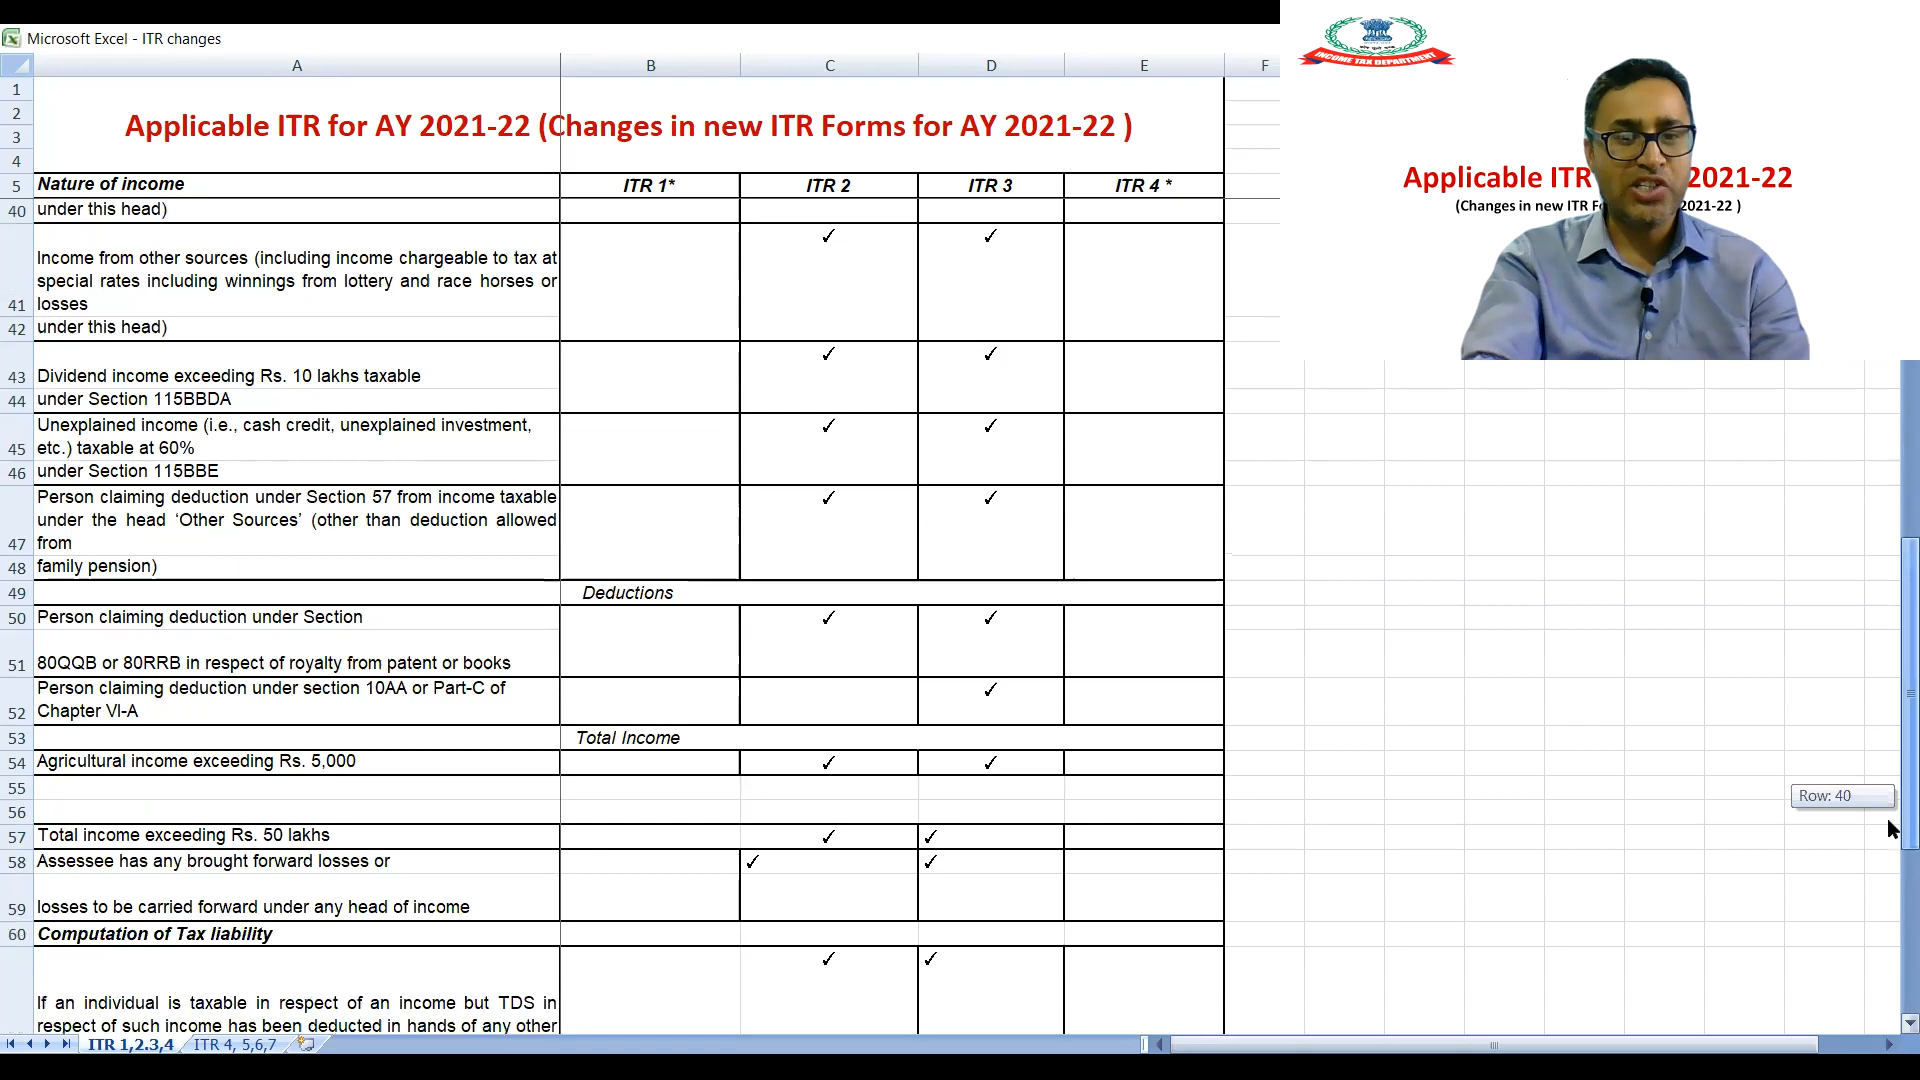 Microsoft Excel - ITR changes
A B C D E F
1
2
3
4
Applicable ITR for AY 2021-22 (Changes in new ITR Forms for AY 2021-22 )
5 Nature of income ITR 1* ITR 2 ITR 3 ITR 4 *
40 under this head)
✓ ✓
Income from other sources (including income chargeable to tax at
special rates including winnings from lottery and race horses or
41 losses
42 under this head)
✓ ✓
43 Dividend income exceeding Rs. 10 lakhs taxable
44 under Section 115BBDA
Unexplained income (i.e., cash credit, unexplained investment, ✓ ✓
45 etc.) taxable at 60%
46 under Section 115BBE
Person claiming deduction under Section 57 from income taxable ✓ ✓
under the head ‘Other Sources’ (other than deduction allowed
47 from
48 family pension)
49 Deductions
50 Person claiming deduction under Section ✓ ✓
51 80QQB or 80RRB in respect of royalty from patent or books
Person claiming deduction under section 10AA or Part-C of ✓
52 Chapter VI-A
53 Total Income
54 Agricultural income exceeding Rs. 5,000 ✓ ✓
55
56
57 Total income exceeding Rs. 50 lakhs ✓ ✓
58 Assessee has any brought forward losses or ✓ ✓
59 losses to be carried forward under any head of income
60 Computation of Tax liability
✓ ✓
If an individual is taxable in respect of an income but TDS in
respect of such income has been deducted in hands of any other
ITR 1,2.3,4 ITR 4, 5,6,7
INCOME TAX DEPARTMENT
Applicable ITR 2021-22
(Changes in new ITR 2021-22 )
Row: 40